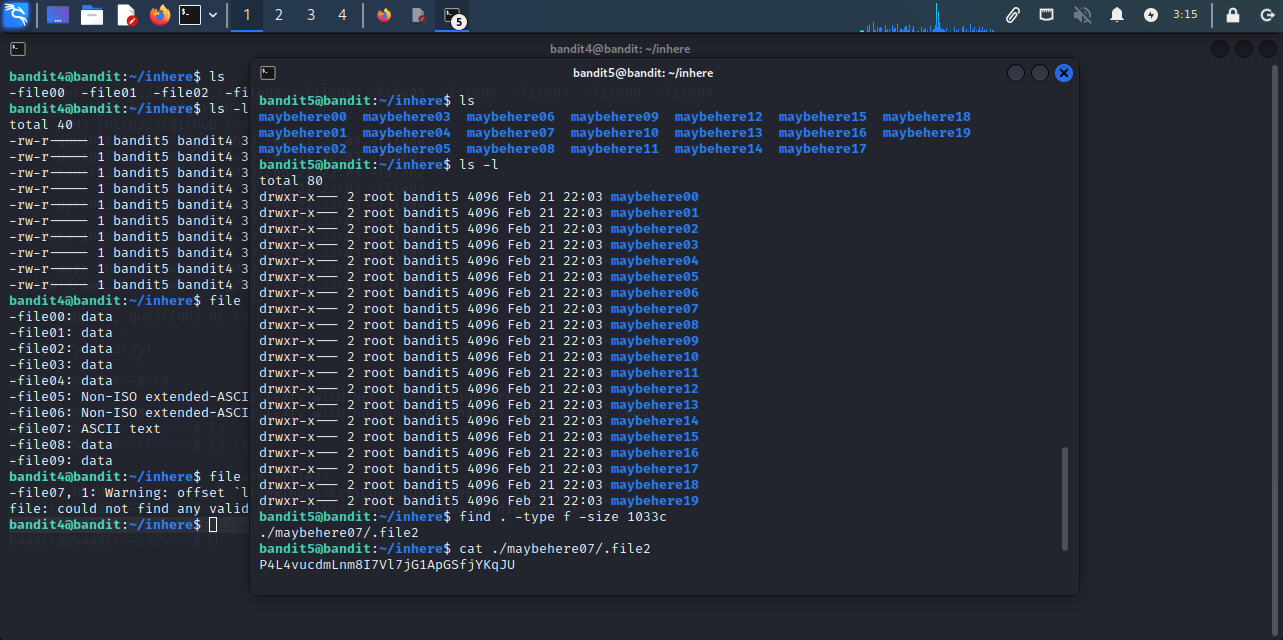 1 2 3 4 5 3:15
bandit4@bandit: ~/inhere
bandit4@bandit:~/inhere$ ls
-file00 -file01 -file02 -fi
bandit4@bandit:~/inhere$ ls -l
total 40
-rw-r----- 1 bandit5 bandit4 3
-rw-r----- 1 bandit5 bandit4 3
-rw-r----- 1 bandit5 bandit4 3
-rw-r----- 1 bandit5 bandit4 3
-rw-r----- 1 bandit5 bandit4 3
-rw-r----- 1 bandit5 bandit4 3
-rw-r----- 1 bandit5 bandit4 3
-rw-r----- 1 bandit5 bandit4 3
-rw-r----- 1 bandit5 bandit4 3
-rw-r----- 1 bandit5 bandit4 3
bandit4@bandit:~/inhere$ file
-file00: data
-file01: data
-file02: data
-file03: data
-file04: data
-file05: Non-ISO extended-ASCI
-file06: Non-ISO extended-ASCI
-file07: ASCII text
-file08: data
-file09: data
bandit4@bandit:~/inhere$ file
-file07, 1: Warning: offset `l
file: could not find any valid
bandit4@bandit:~/inhere$
bandit5@bandit: ~/inhere
bandit5@bandit:~/inhere$ ls
maybehere00 maybehere03 maybehere06 maybehere09 maybehere12 maybehere15 maybehere18
maybehere01 maybehere04 maybehere07 maybehere10 maybehere13 maybehere16 maybehere19
maybehere02 maybehere05 maybehere08 maybehere11 maybehere14 maybehere17
bandit5@bandit:~/inhere$ ls -l
total 80
drwxr-x--- 2 root bandit5 4096 Feb 21 22:03 maybehere00
drwxr-x--- 2 root bandit5 4096 Feb 21 22:03 maybehere01
drwxr-x--- 2 root bandit5 4096 Feb 21 22:03 maybehere02
drwxr-x--- 2 root bandit5 4096 Feb 21 22:03 maybehere03
drwxr-x--- 2 root bandit5 4096 Feb 21 22:03 maybehere04
drwxr-x--- 2 root bandit5 4096 Feb 21 22:03 maybehere05
drwxr-x--- 2 root bandit5 4096 Feb 21 22:03 maybehere06
drwxr-x--- 2 root bandit5 4096 Feb 21 22:03 maybehere07
drwxr-x--- 2 root bandit5 4096 Feb 21 22:03 maybehere08
drwxr-x--- 2 root bandit5 4096 Feb 21 22:03 maybehere09
drwxr-x--- 2 root bandit5 4096 Feb 21 22:03 maybehere10
drwxr-x--- 2 root bandit5 4096 Feb 21 22:03 maybehere11
drwxr-x--- 2 root bandit5 4096 Feb 21 22:03 maybehere12
drwxr-x--- 2 root bandit5 4096 Feb 21 22:03 maybehere13
drwxr-x--- 2 root bandit5 4096 Feb 21 22:03 maybehere14
drwxr-x--- 2 root bandit5 4096 Feb 21 22:03 maybehere15
drwxr-x--- 2 root bandit5 4096 Feb 21 22:03 maybehere16
drwxr-x--- 2 root bandit5 4096 Feb 21 22:03 maybehere17
drwxr-x--- 2 root bandit5 4096 Feb 21 22:03 maybehere18
drwxr-x--- 2 root bandit5 4096 Feb 21 22:03 maybehere19
bandit5@bandit:~/inhere$ find . -type f -size 1033c
./maybehere07/.file2
bandit5@bandit:~/inhere$ cat ./maybehere07/.file2
P4L4vucdmLnm8I7Vl7jG1ApGSfjYKqJU